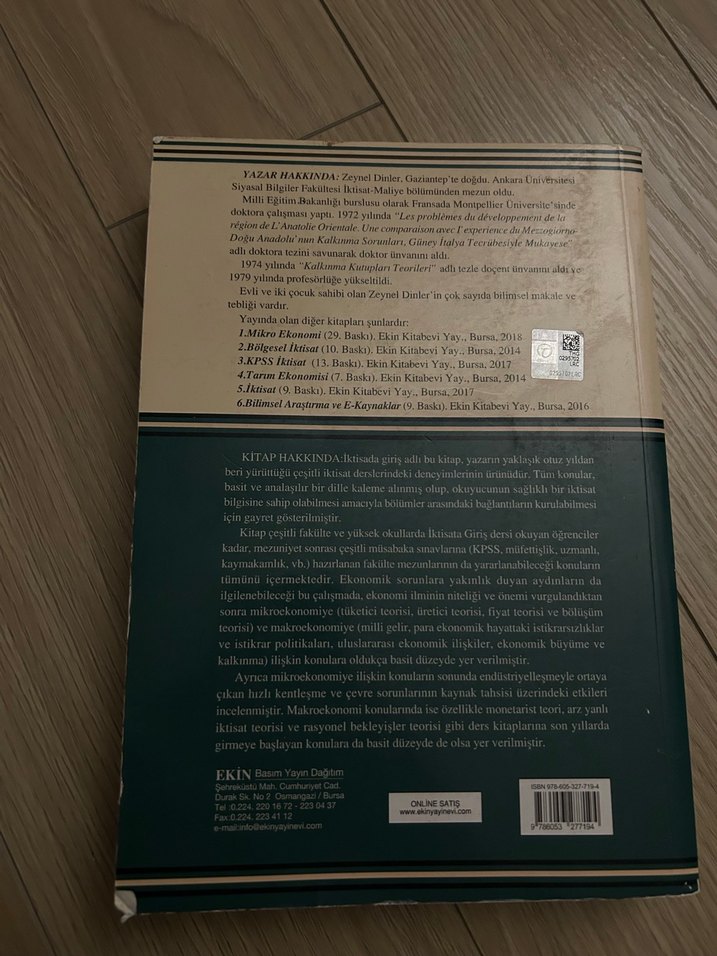 YAZAR HAKKINDA: Zeynel Dinler, Gaziantep'te doğdu. Ankara Üniversitesi
Siyasal Bilgiler Fakültesi İktisat-Maliye bölümünden mezun oldu.
Milli Eğitim Bakanlığı burslusu olarak Fransada Montpellier Üniversite'sinde
doktora çalışması yaptı. 1972 yılında "Les problèmes du développement de la
région de L'Anatolie Orientale. Une comparaison avec I'experience du Mezzogiorno-
Doğu Anadolu'nun Kalkınma Sorunları, Güney İtalya Tecrübesiyle Mukayese"
adlı doktora tezini savunarak doktor ünvanını aldı.
1974 yılında "Kalkınma Kutupları Teorileri" adlı tezle doçent ünvanını aldı ve
1979 yılında profesörlüğe yükseltildi.
Evli ve iki çocuk sahibi olan Zeynel Dinler'in çok sayıda bilimsel makale ve
tebliği vardır.
Yayında olan diğer kitapları şunlardır:
1.Mikro Ekonomi (29. Baskı). Ekin Kitabevi Yay., Bursa, 2018
2.Bölgesel İktisat (10. Baskı). Ekin Kitabevi Yay., Bursa, 2014
3.KPSS İktisat (13. Baskı). Ekin Kitabevi Yay., Bursa, 2017
4.Tarım Ekonomisi (7. Baskı). Ekin Kitabevi Yay., Bursa, 2014
5.İktisat (9. Baskı). Ekin Kitabevi Yay., Bursa, 2017
6.Bilimsel Araştırma ve E-Kaynaklar (9. Baskı). Ekin Kitabevi Yay., Bursa, 2016
0295702
LRC
0295702LRC
KİTAP HAKKINDA:İktisada giriş adlı bu kitap, yazarın yaklaşık otuz yıldan
beri yürüttüğü çeşitli iktisat derslerindeki deneyimlerinin ürünüdür. Tüm konular,
basit ve analaşılır bir dille kaleme alınmış olup, okuyucunun sağlıklı bir iktisat
bilgisine sahip olabilmesi amacıyla bölümler arasındaki bağlantıların kurulabilmesi
için gayret gösterilmiştir.
Kitap çeşitli fakülte ve yüksek okullarda İktisata Giriş dersi okuyan öğrenciler
kadar, mezuniyet sonrası çeşitli müsabaka sınavlarına (KPSS, müfettişlik, uzmanlı,
kaymakamlık, vb.) hazırlanan fakülte mezunlarının da yararlanabileceği konuların
tümünü içermektedir. Ekonomik sorunlara yakınlık duyan aydınların da
ilgilenebileceği bu çalışmada, ekonomi ilminin niteliği ve önemi vurgulandıktan
sonra mikroekonomiye (tüketici teorisi, üretici teorisi, fiyat teorisi ve bölüşüm
teorisi) ve makroekonomiye (milli gelir, para ekonomik hayattaki istikrarsızlıklar
ve istikrar politikaları, uluslararası ekonomik ilişkiler, ekonomik büyüme ve
kalkınma) ilişkin konulara oldukça basit düzeyde yer verilmiştir.
Ayrıca mikroekonomiye ilişkin konuların sonunda endüstriyelleşmeyle ortaya
çıkan hızlı kentleşme ve çevre sorunlarının kaynak tahsisi üzerindeki etkileri
incelenmiştir. Makroekonomi konularında ise özellikle monetarist teori, arz yanlı
iktisat teorisi ve rasyonel bekleyişler teorisi gibi ders kitaplarına son yıllarda
girmeye başlayan konulara da basit düzeyde de olsa yer verilmiştir.
EKİN Basım Yayın Dağıtım
Şehreküstü Mah. Cumhuriyet Cad.
Durak Sk. No 2 Osmangazi / Bursa
Tel :0.224. 220 16 72 - 223 04 37
Fax:0.224. 223 41 12
e-mail:info@ekinyayinevi.com
ONLİNE SATIŞ
www.ekinyayinevi.com
ISBN 978-605-327-719-4
9 786053 277194